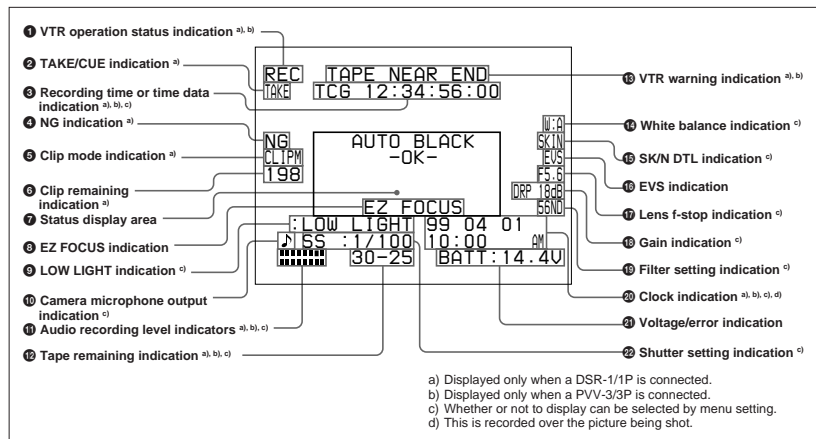 ❶ VTR operation status indication a), b)
❷ TAKE/CUE indication a)
❸ Recording time or time data
indication a), b), c)
❹ NG indication a)
❺ Clip mode indication a)
❻ Clip remaining
indication a)
❼ Status display area
❽ EZ FOCUS indication
❾ LOW LIGHT indication c)
❿ Camera microphone output
indication c)
⓫ Audio recording level indicators a), b), c)
⓬ Tape remaining indication a), b), c)
REC TAPE NEAR END
TAKE TCG 12:34:56:00
W:A
NG AUTO BLACK SKIN
CLIPM -OK- EVS
198 F5.6
DRP 18dB
EZ FOCUS 56ND
:LOW LIGHT 99 04 01
♪ SS :1/100 10:00 AM
30-25 BATT:14.4V
⓭ VTR warning indication a), b)
⓮ White balance indication c)
⓯ SK/N DTL indication c)
⓰ EVS indication
⓱ Lens f-stop indication c)
⓲ Gain indication c)
⓳ Filter setting indication c)
⓴ Clock indication a), b), c), d)
㉑ Voltage/error indication
㉒ Shutter setting indication c)
a) Displayed only when a DSR-1/1P is connected.
b) Displayed only when a PVV-3/3P is connected.
c) Whether or not to display can be selected by menu setting.
d) This is recorded over the picture being shot.